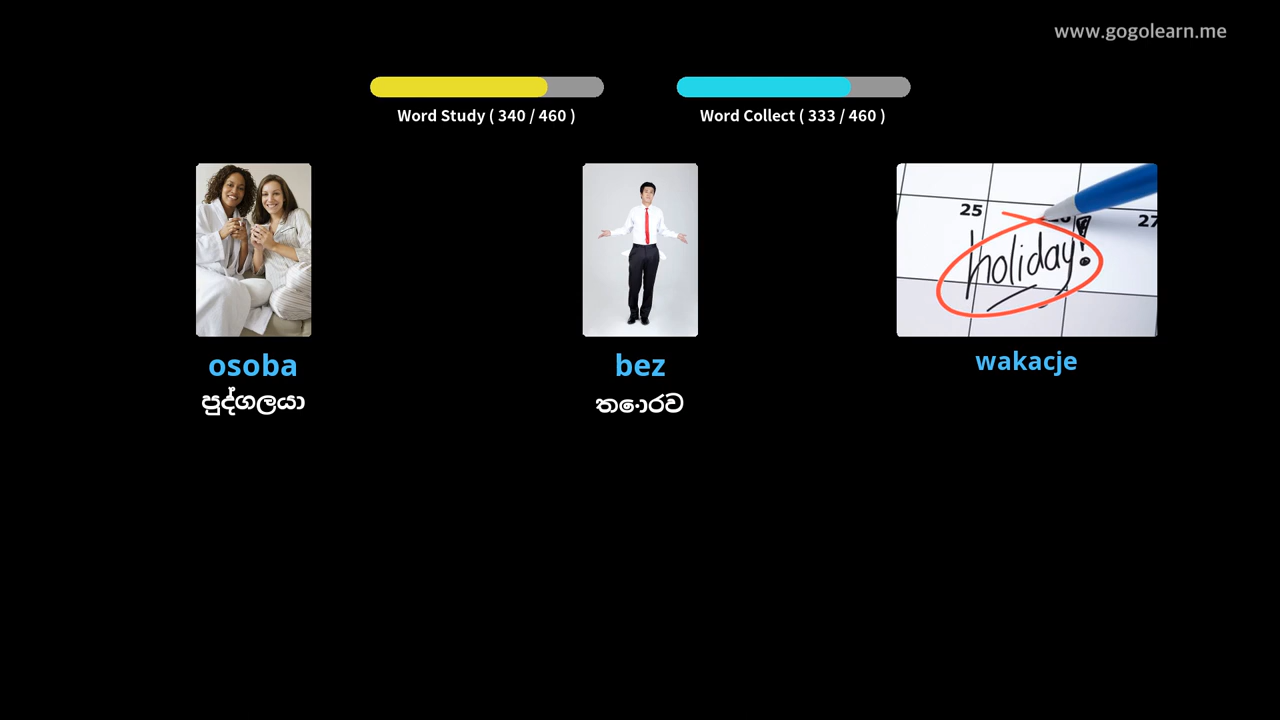 www.gogolearn.me
Word Study ( 340 / 460 )
Word Collect ( 333 / 460 )
25
27
holiday!
osoba
bez
wakacje
පුද්ගලයා
තොරව